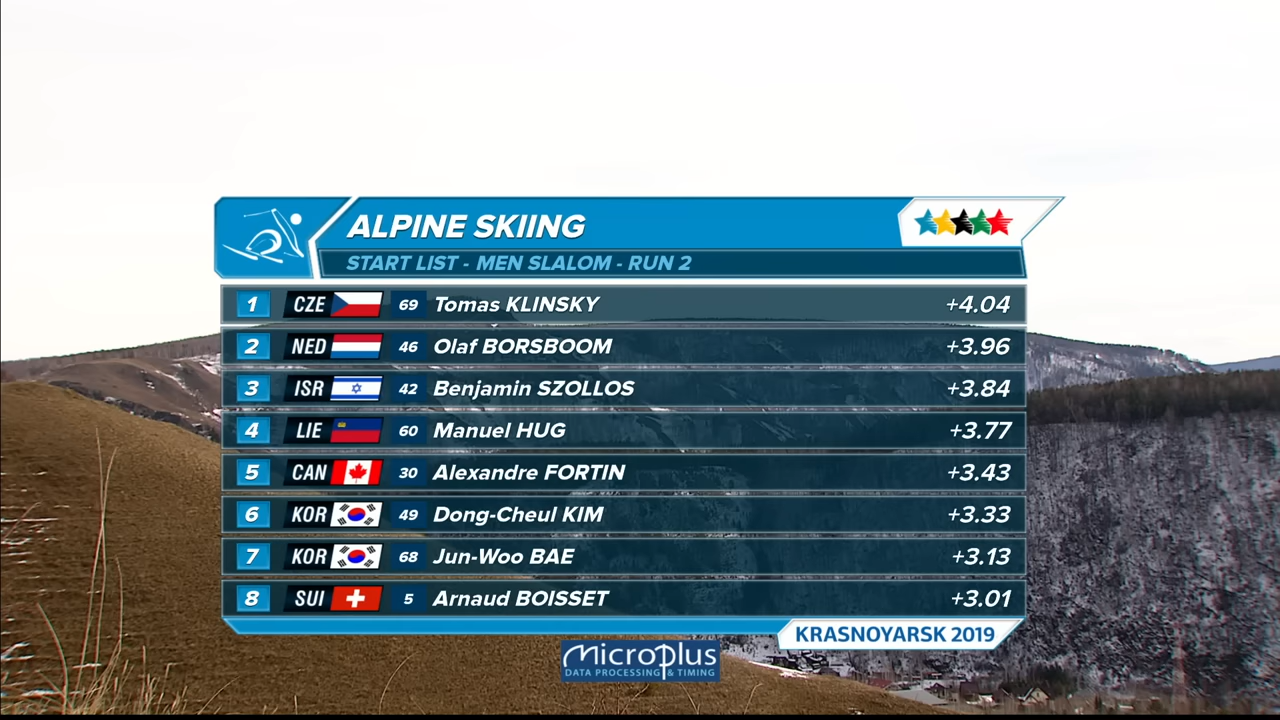 ALPINE SKIING
START LIST - MEN SLALOM - RUN 2
1 CZE 69 Tomas KLINSKY +4.04
2 NED 46 Olaf BORSBOOM +3.96
3 ISR 42 Benjamin SZOLLOS +3.84
4 LIE 60 Manuel HUG +3.77
5 CAN 30 Alexandre FORTIN +3.43
6 KOR 49 Dong-Cheul KIM +3.33
7 KOR 68 Jun-Woo BAE +3.13
8 SUI 5 Arnaud BOISSET +3.01
KRASNOYARSK 2019
Microplus
DATA PROCESSING & TIMING